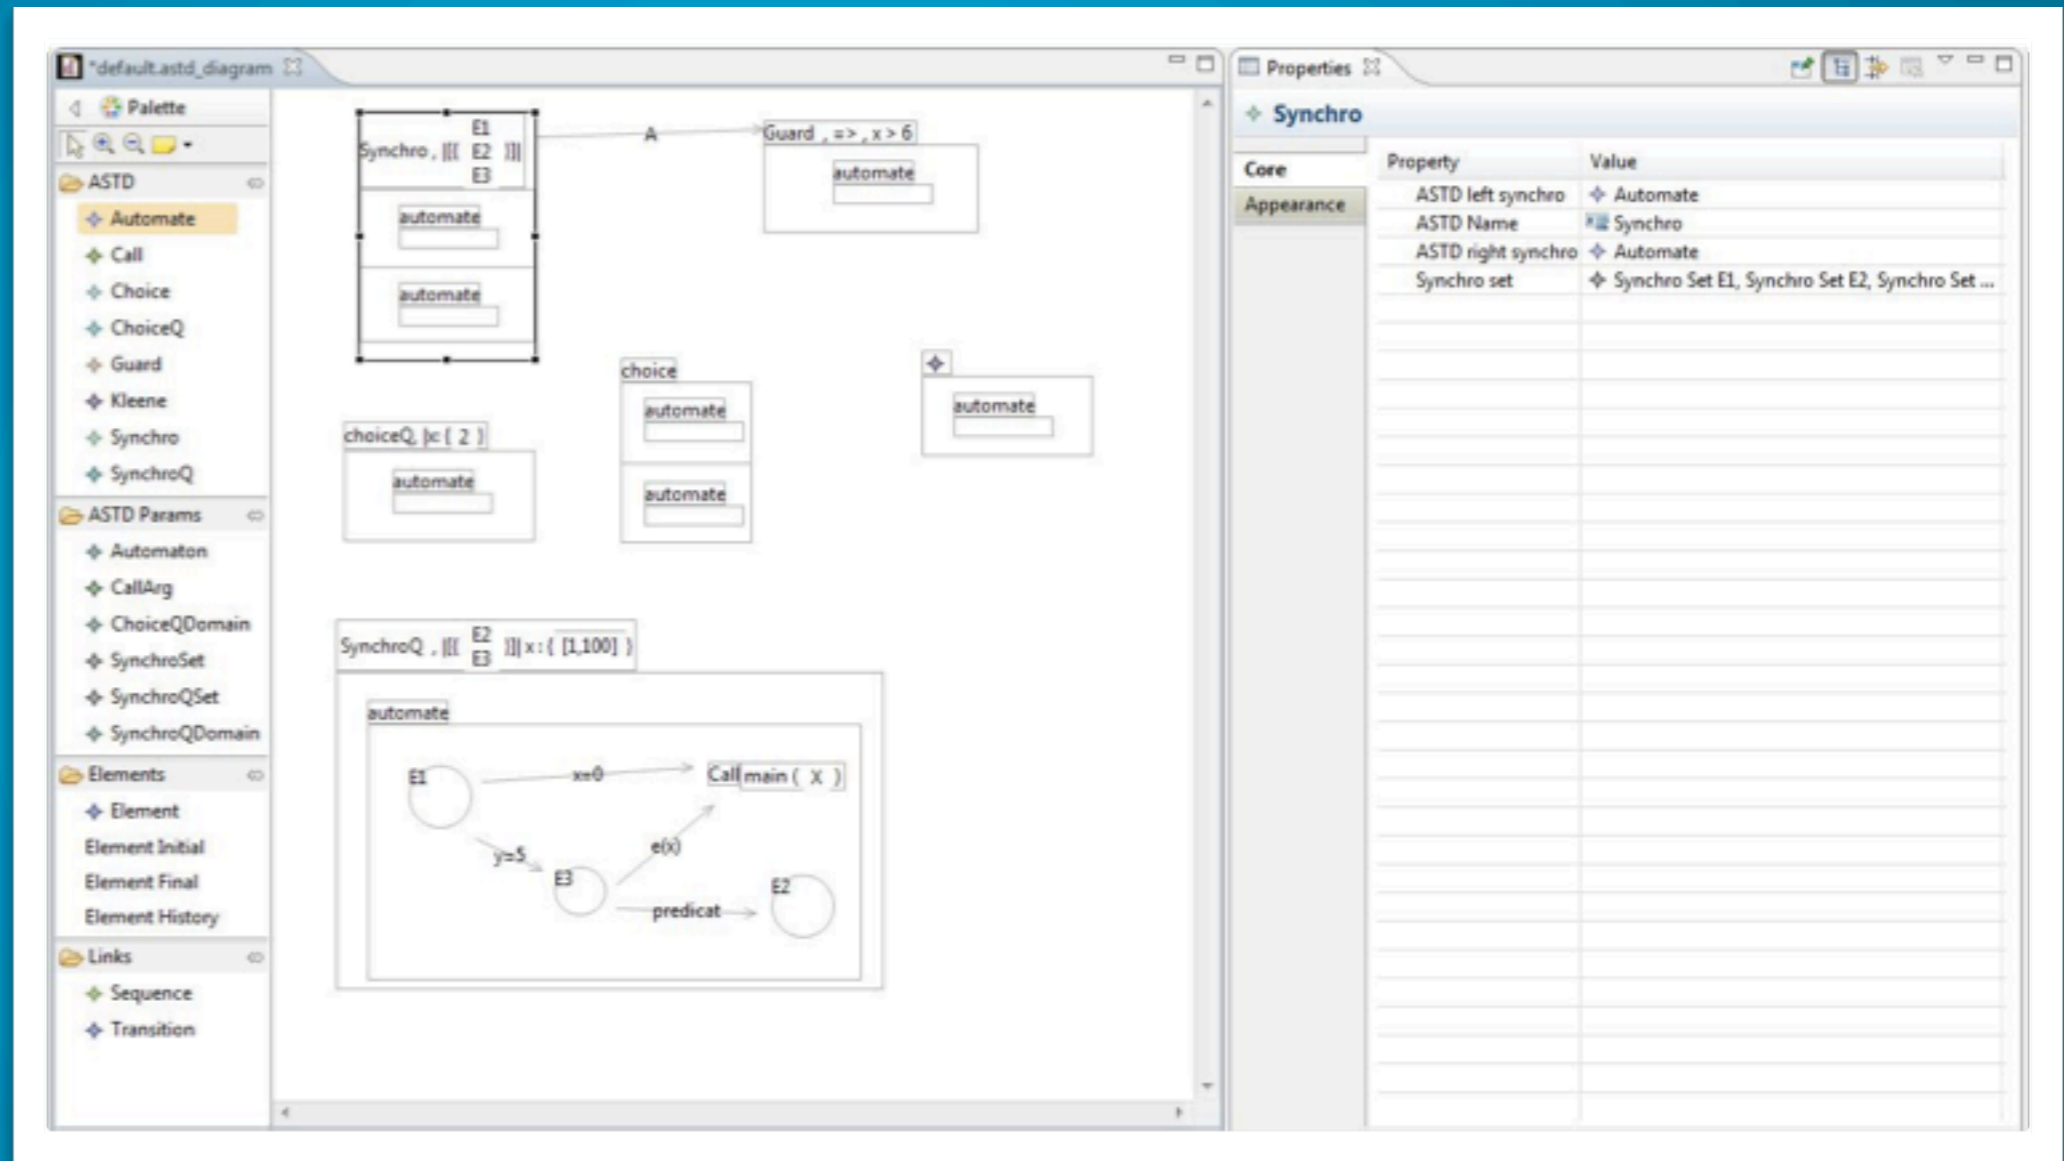 *default.astd_diagram
Palette
ASTD
Automate
Call
Choice
ChoiceQ
Guard
Kleene
Synchro
SynchroQ
ASTD Params
Automaton
CallArg
ChoiceQDomain
SynchroSet
SynchroQSet
SynchroQDomain
Elements
Element
Element Initial
Element Final
Element History
Links
Sequence
Transition
E1
Synchro , |[{ E2 }]|
E3
automate
automate
A
Guard , => , x > 6
automate
choice
automate
automate
automate
choiceQ, |x: { 2 }
automate
E2
SynchroQ , |[{ }]| x : { [1,100] }
E3
automate
E1
x=0
Call main ( X )
y=5
e(x)
E3
E2
predicat
Properties
Synchro
Core
Appearance
Property Value
ASTD left synchro Automate
ASTD Name Synchro
ASTD right synchro Automate
Synchro set Synchro Set E1, Synchro Set E2, Synchro Set ...